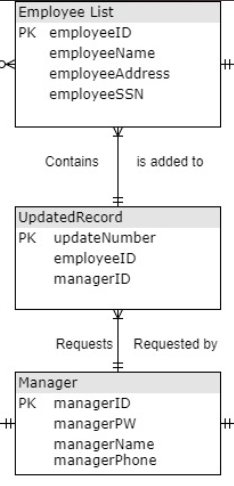 Employee List
PK employeeID
employeeName
employeeAddress
employeeSSN
Contains is added to
UpdatedRecord
PK updateNumber
employeeID
managerID
Requests Requested by
Manager
PK managerID
managerPW
managerName
managerPhone